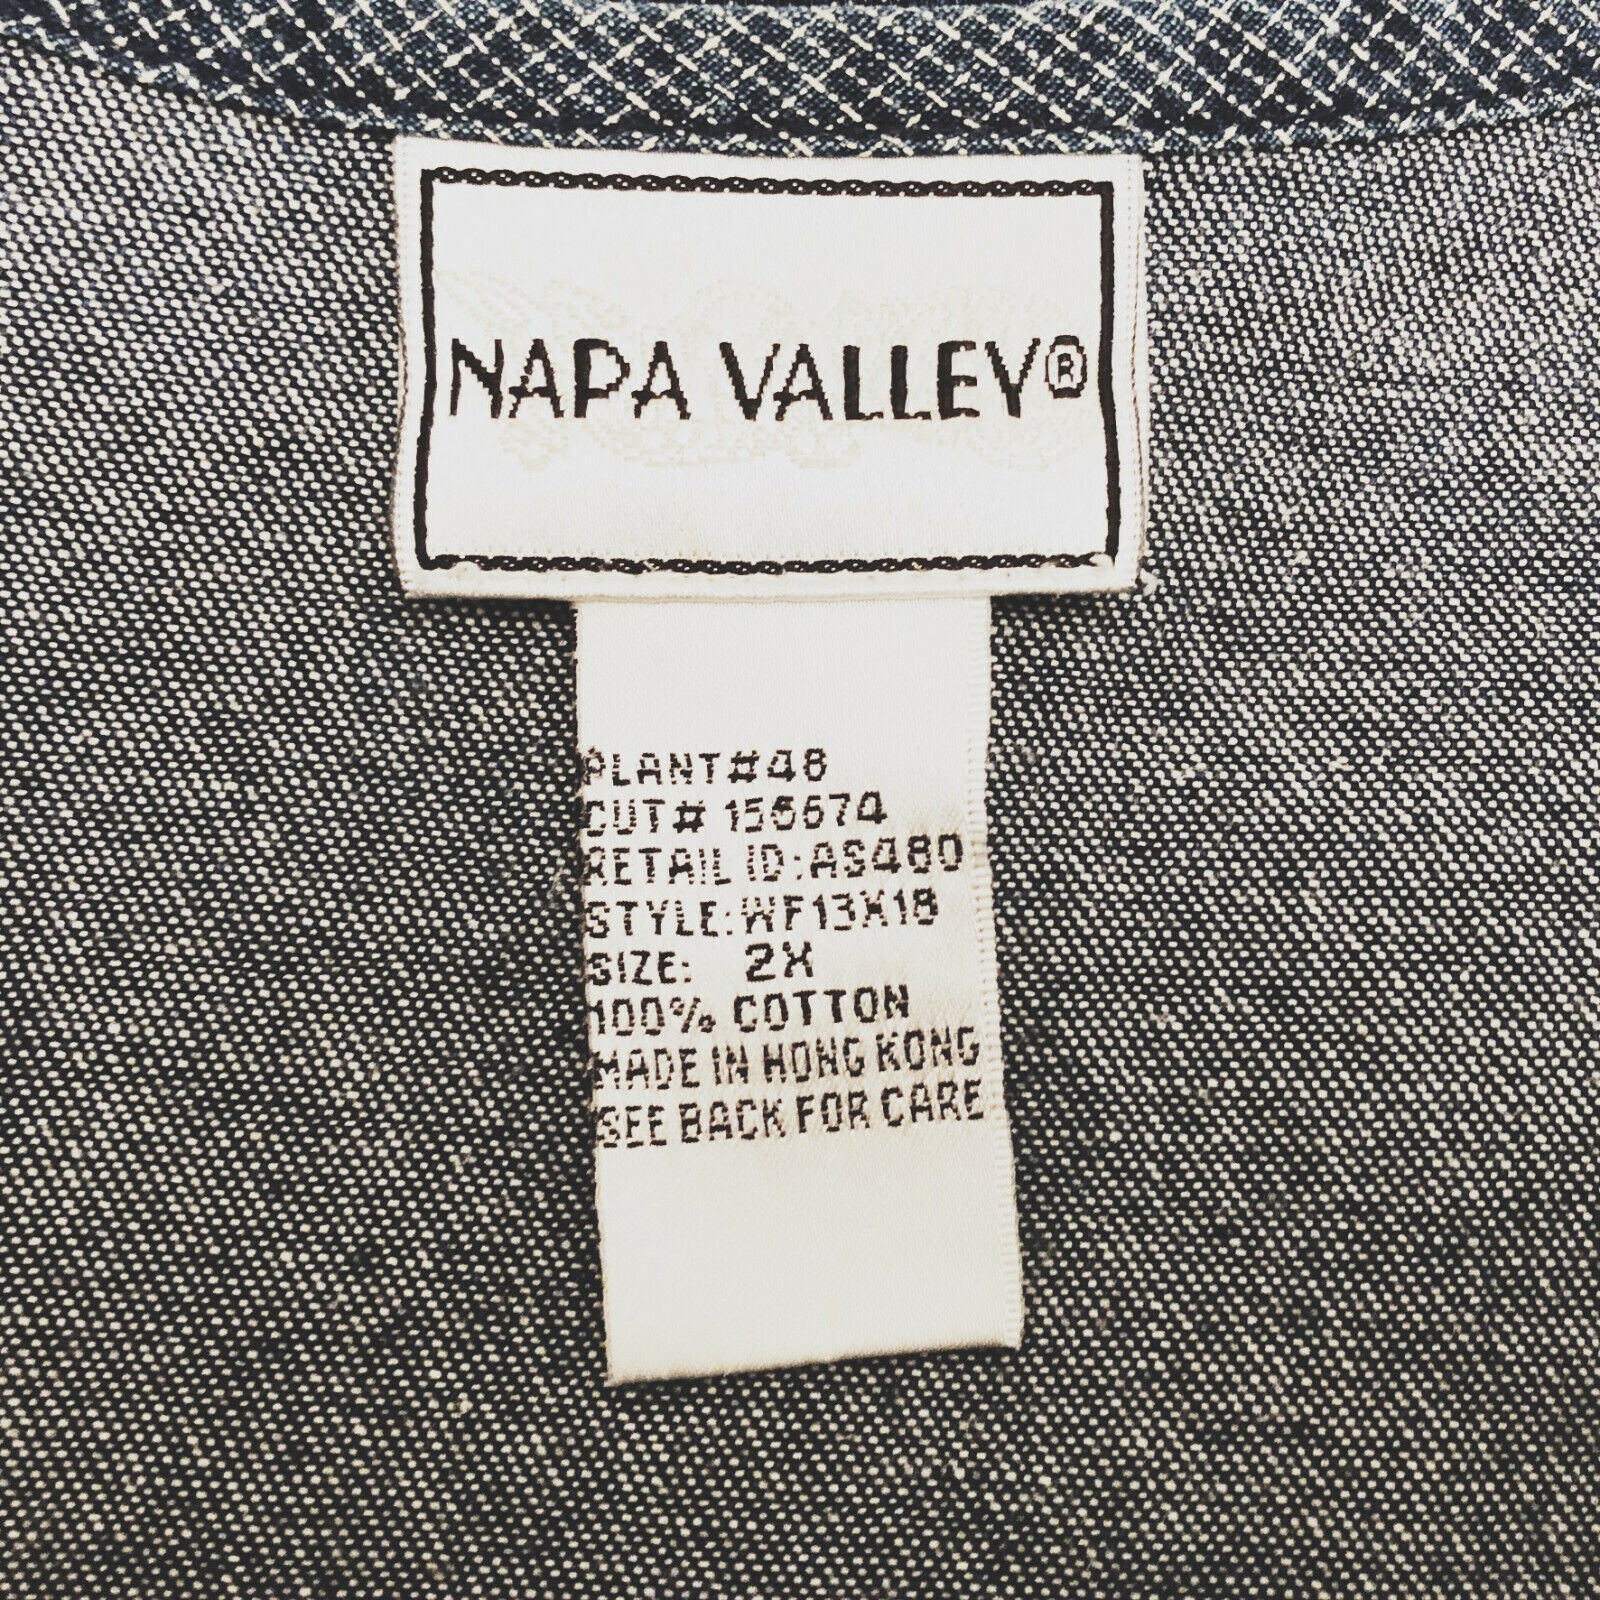 NAPA VALLEY®
PLANT#48
CUT# 156674
RETAIL ID:AS480
STYLE:WF13X18
SIZE: 2X
100% COTTON
MADE IN HONG KONG
SEE BACK FOR CARE